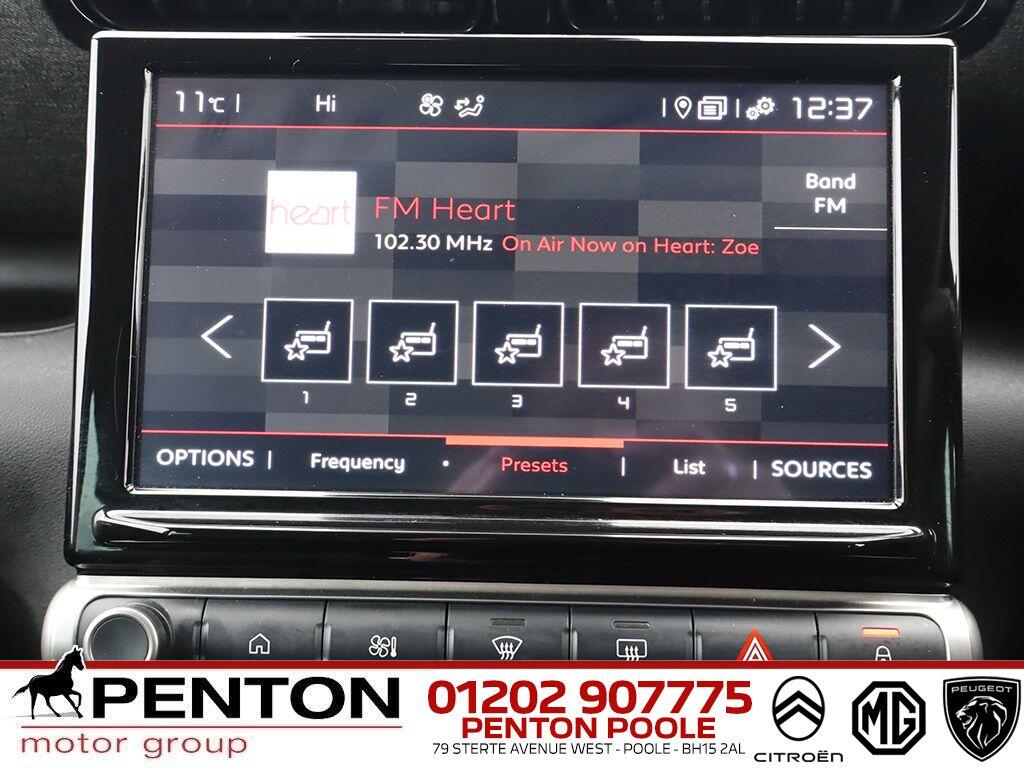 11°C | Hi | | 12:37
Band
FM
heart
FM Heart
102.30 MHz On Air Now on Heart: Zoe
1 2 3 4 5
OPTIONS | Frequency • Presets | List | SOURCES
PENTON
motor group
01202 907775
PENTON POOLE
79 STERTE AVENUE WEST - POOLE - BH15 2AL
CITROËN
MG
PEUGEOT